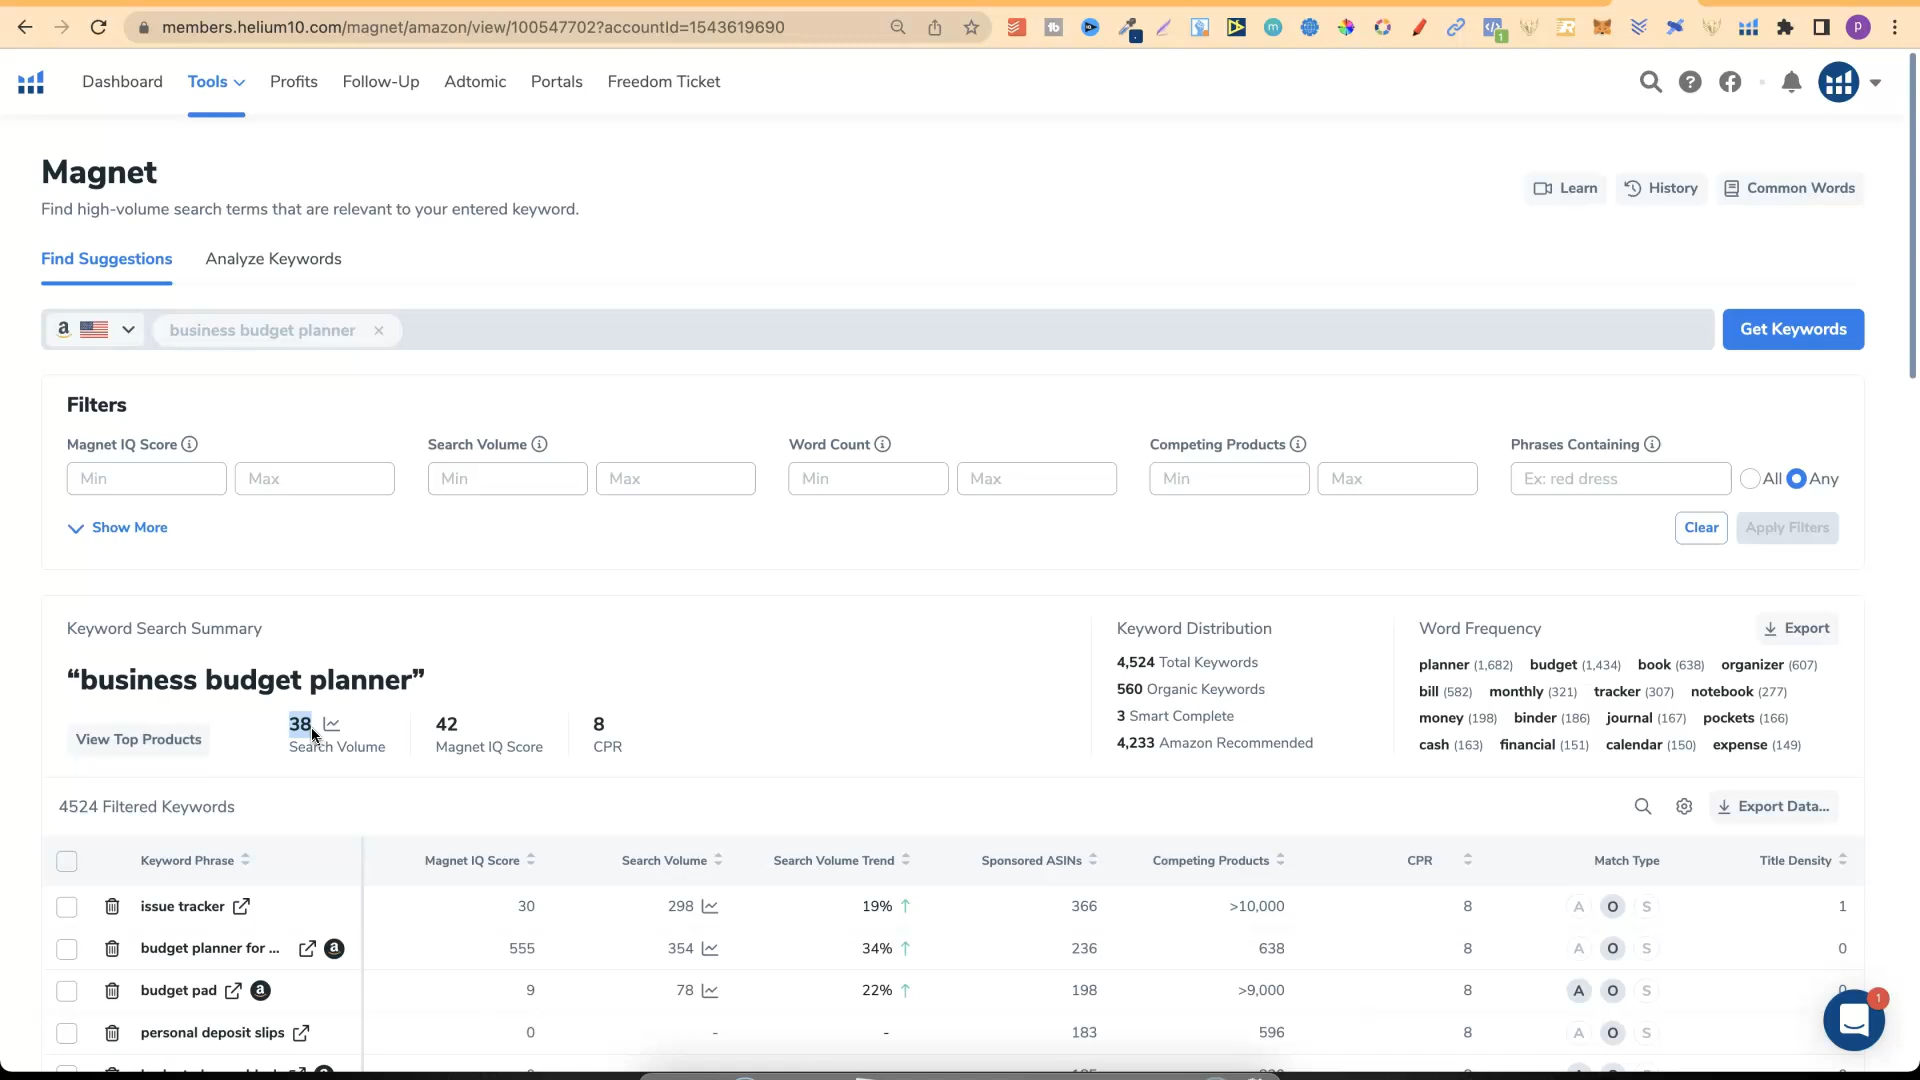 members.helium10.com/magnet/amazon/view/100547702?accountId=1543619690
1
P
Dashboard Tools Profits Follow-Up Adtomic Portals Freedom Ticket
Magnet
Find high-volume search terms that are relevant to your entered keyword.
Learn History Common Words
Find Suggestions Analyze Keywords
a business budget planner Get Keywords
Filters
Magnet IQ Score Search Volume Word Count Competing Products Phrases Containing
Min Max Min Max Min Max Min Max Ex: red dress All Any
Show More Clear Apply Filters
Keyword Search Summary Keyword Distribution Word Frequency Export
“business budget planner” 4,524 Total Keywords planner (1,682) budget (1,434) book (638) organizer (607)
560 Organic Keywords bill (582) monthly (321) tracker (307) notebook (277)
38 42 8 3 Smart Complete money (198) binder (186) journal (167) pockets (166)
View Top Products Search Volume Magnet IQ Score CPR 4,233 Amazon Recommended cash (163) financial (151) calendar (150) expense (149)
4524 Filtered Keywords Export Data...
Keyword Phrase Magnet IQ Score Search Volume Search Volume Trend Sponsored ASINs Competing Products CPR Match Type Title Density
issue tracker 30 298 19% 366 >10,000 8 A O S 1
budget planner for ... a 555 354 34% 236 638 8 A O S 0
budget pad a 9 78 22% 198 >9,000 8 A O S 0
personal deposit slips 0 - - 183 596 8 A O S
1